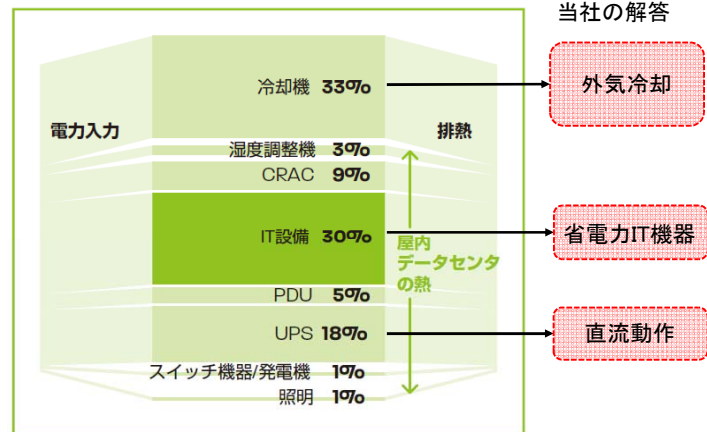 当社の解答
冷却機 33%
外気冷却
電力入力
排熱
湿度調整機 3%
CRAC 9%
IT設備 30%
省電力IT機器
屋内
データセンタ
の熱
PDU 5%
UPS 18%
直流動作
スイッチ機器/発電機 1%
照明 1%